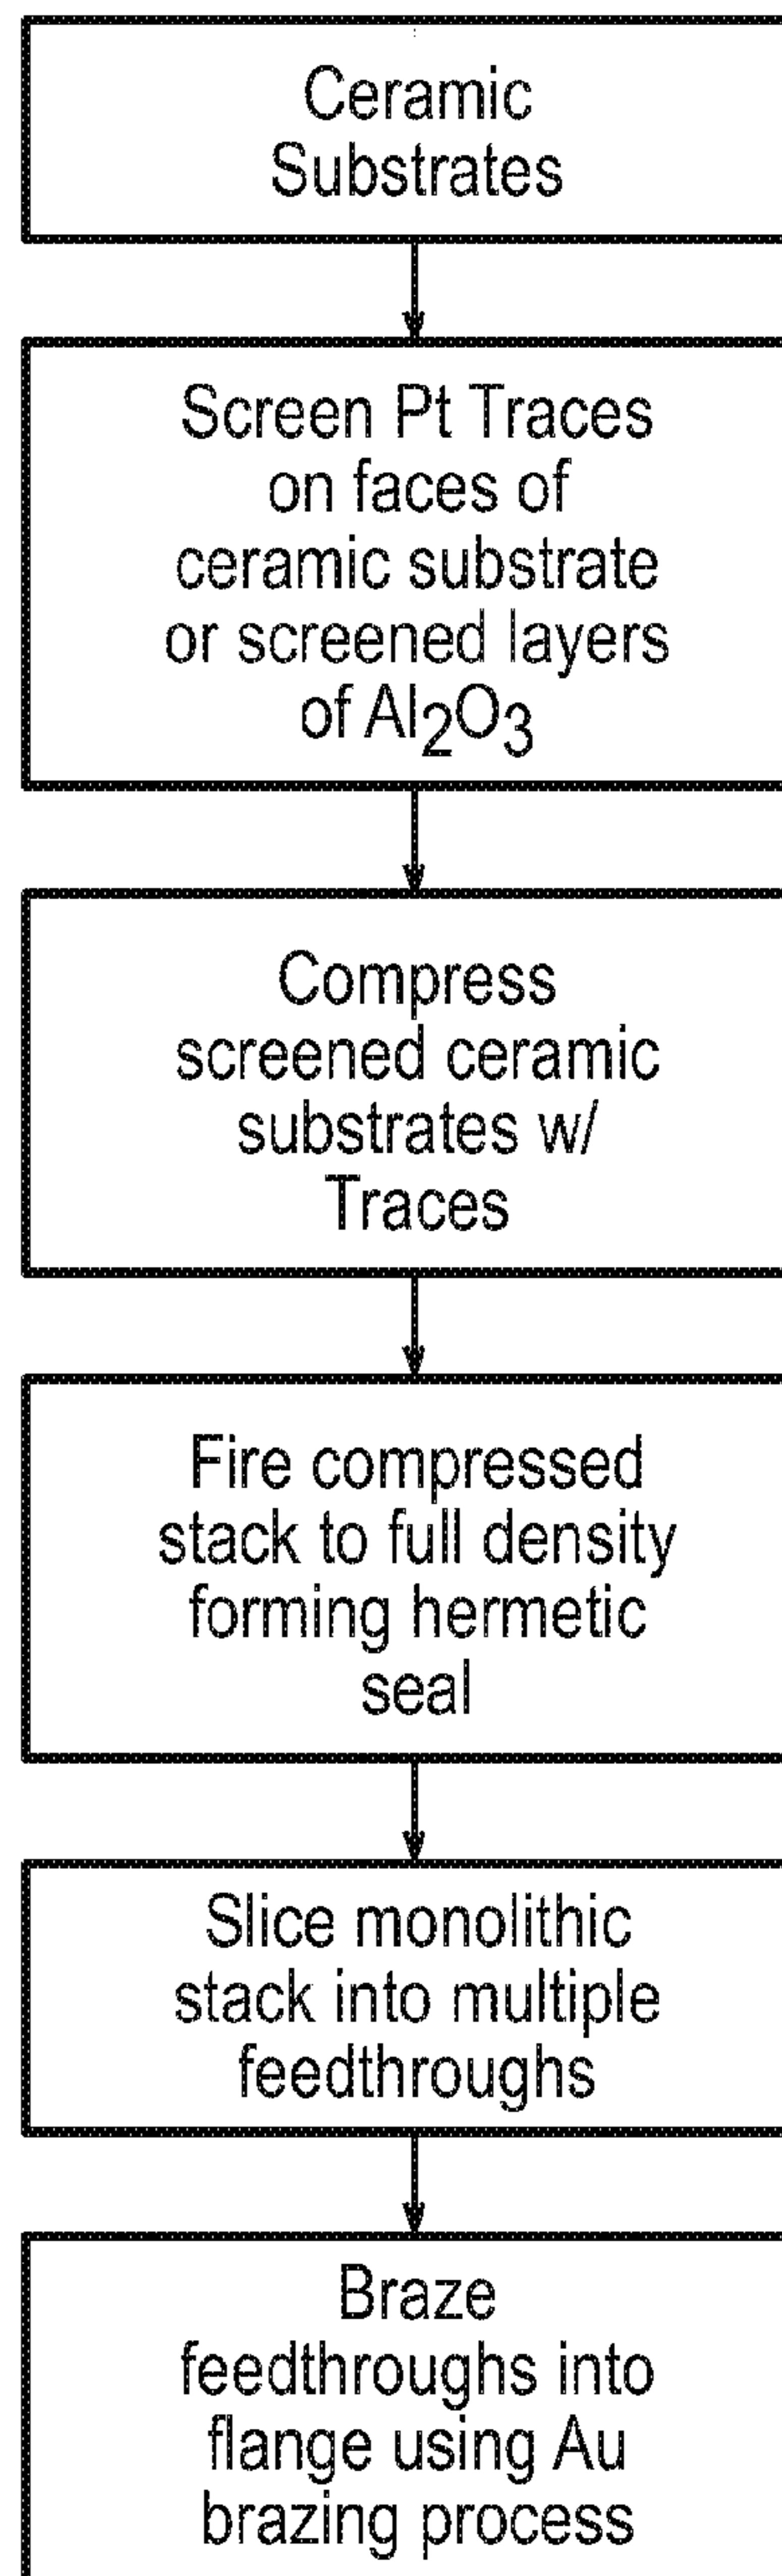 Ceramic
Substrates
Screen Pt Traces
on faces of
ceramic substrate
or screened layers
of Al₂O₃
Compress
screened ceramic
substrates w/
Traces
Fire compressed
stack to full density
forming hermetic
seal
Slice monolithic
stack into multiple
feedthroughs
Braze
feedthroughs into
flange using Au
brazing process